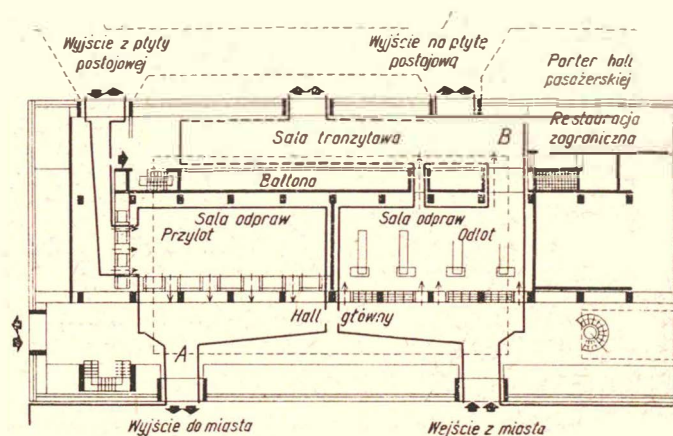 Wyjście z płyty
postojowej
Wyjście na płytę
postojową
Parter hali
pasażerskiej
Restauracja
zagraniczna
Sala tranzytowa
B
Baltona
Sala odpraw
Przylot
Sala odpraw
Odlot
Hall główny
A
Wyjście do miasta
Wejście z miasta